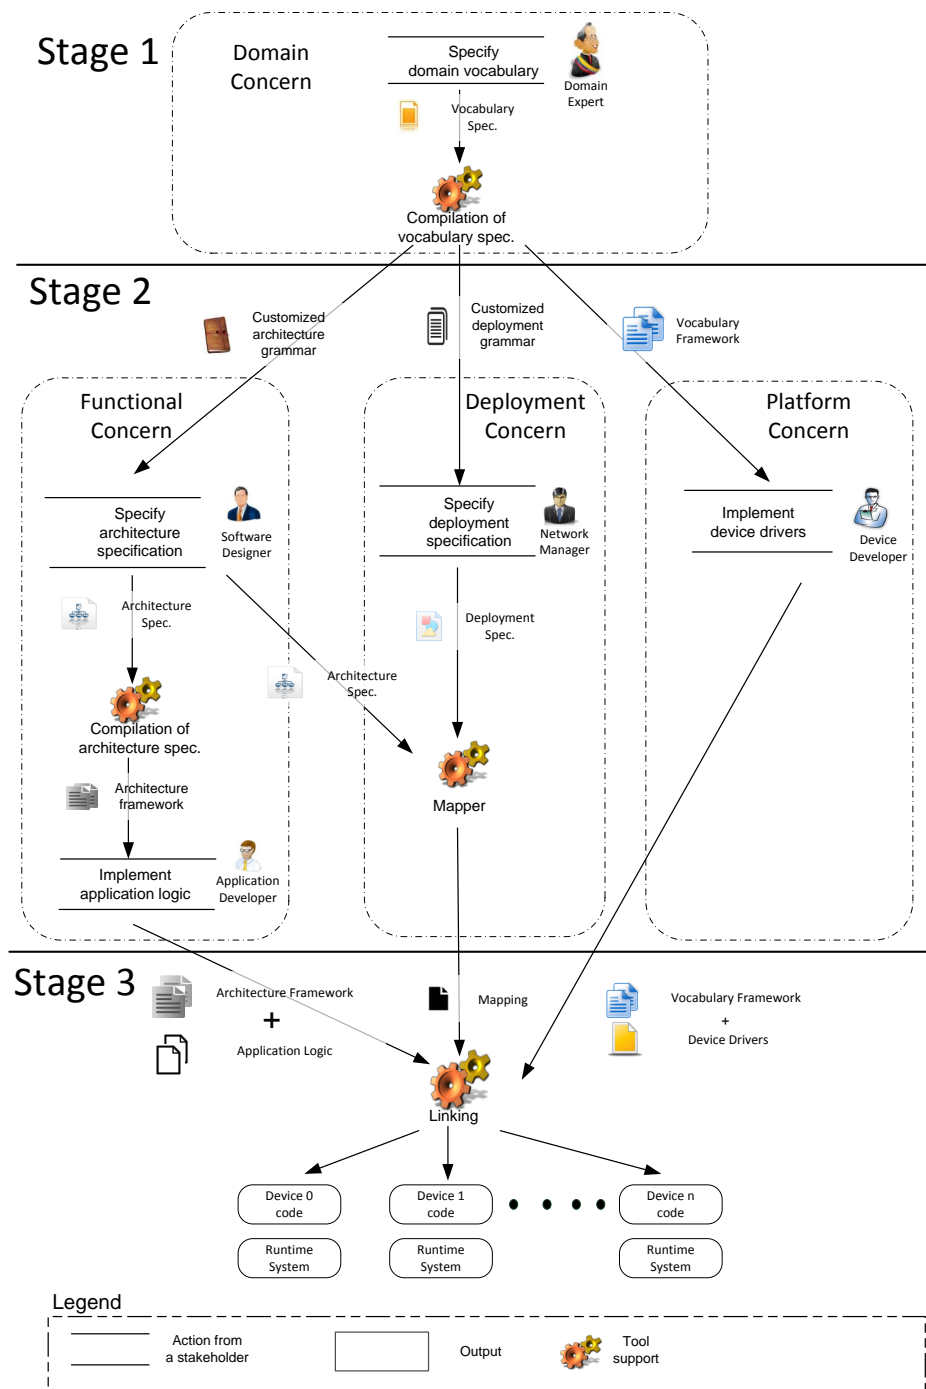 Stage 1
Domain
Concern
Specify
domain vocabulary
Domain
Expert
Vocabulary
Spec.
Compilation of
vocabulary spec.
Stage 2
Customized
architecture
grammar
Customized
deployment
grammar
Vocabulary
Framework
Functional
Concern
Deployment
Concern
Platform
Concern
Specify
architecture
specification
Software
Designer
Specify
deployment
specification
Network
Manager
Implement
device drivers
Device
Developer
Architecture
Spec.
Architecture
Spec.
Deployment
Spec.
Compilation of
architecture spec.
Mapper
Architecture
framework
Implement
application logic
Application
Developer
Stage 3
Architecture Framework
+
Application Logic
Mapping
Vocabulary Framework
+
Device Drivers
Linking
Device 0
code
Device 1
code
Device n
code
Runtime
System
Runtime
System
Runtime
System
Legend
Action from
a stakeholder
Output
Tool
support